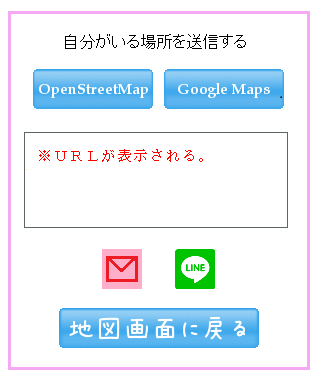 自分がいる場所を送信する
OpenStreetMap
Google Maps
※ＵＲＬが表示される。
LINE
地図画面に戻る